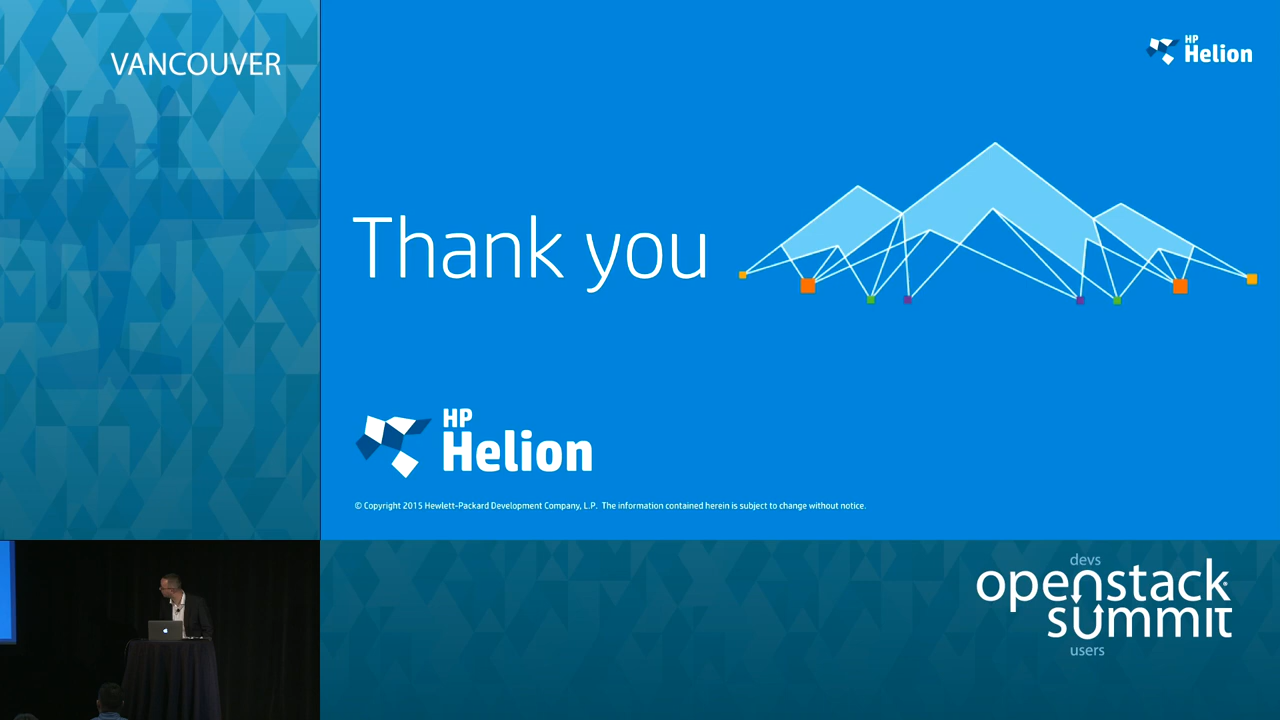 VANCOUVER
HP
Helion
Thank you
HP
Helion
© Copyright 2015 Hewlett-Packard Development Company, L.P. The information contained herein is subject to change without notice.
devs
openstack
summit
users